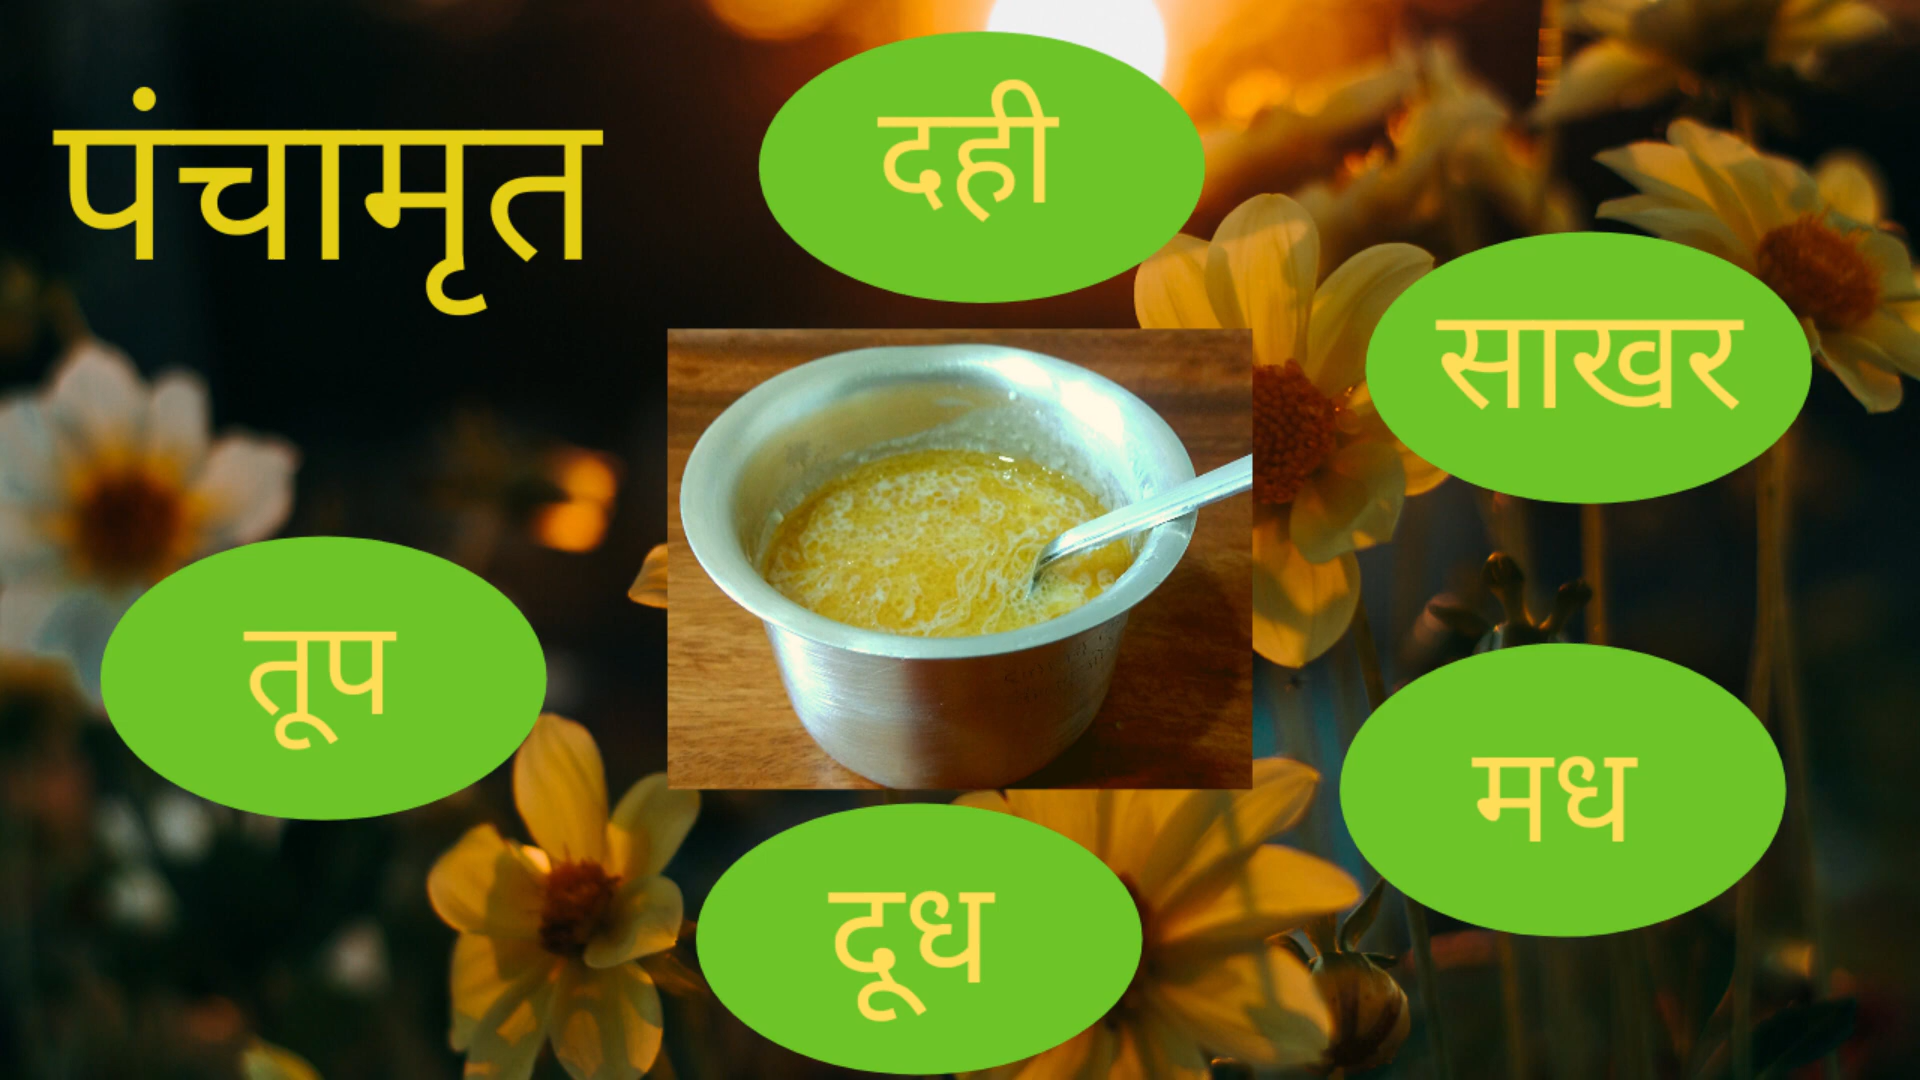 पंचामृत
दही
साखर
तूप
मध
दूध